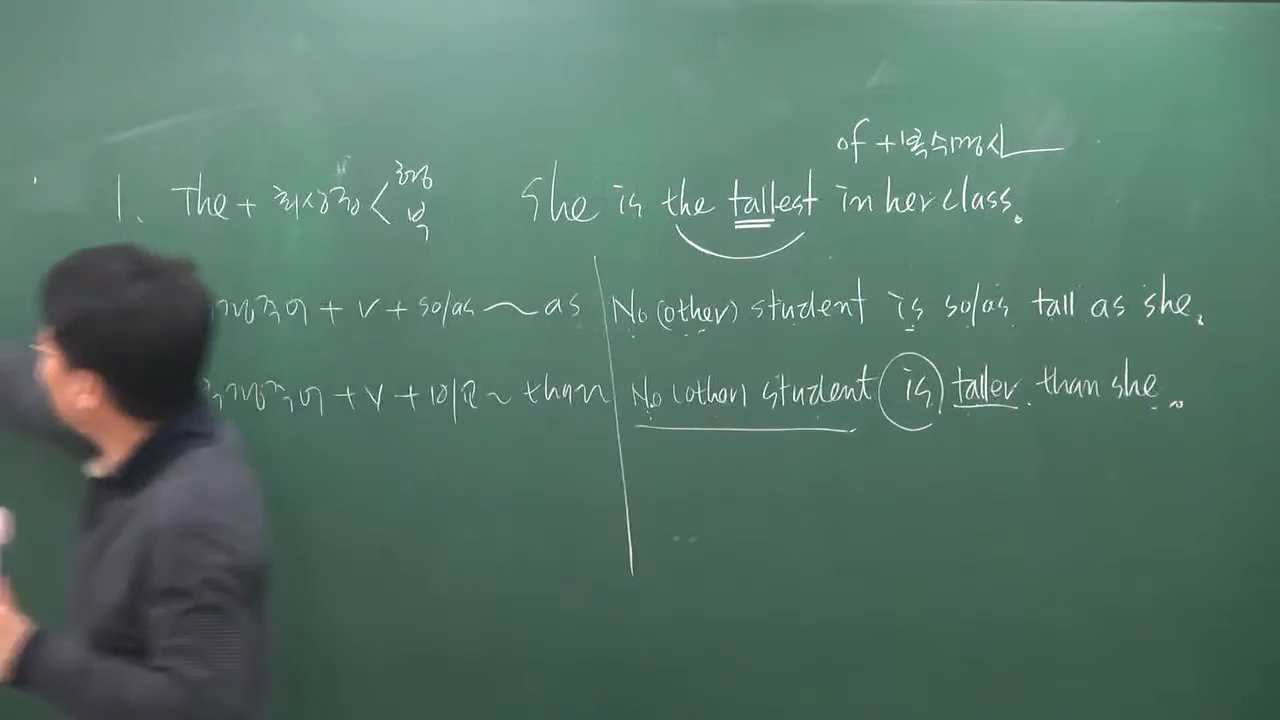 of + 복수명사
1. The + 최상급 < 형 부 She is the tallest in her class.
+ V + so/as ~ as No (other) student is so/as tall as she.
+ V + ~ than No (other) student is taller than she.